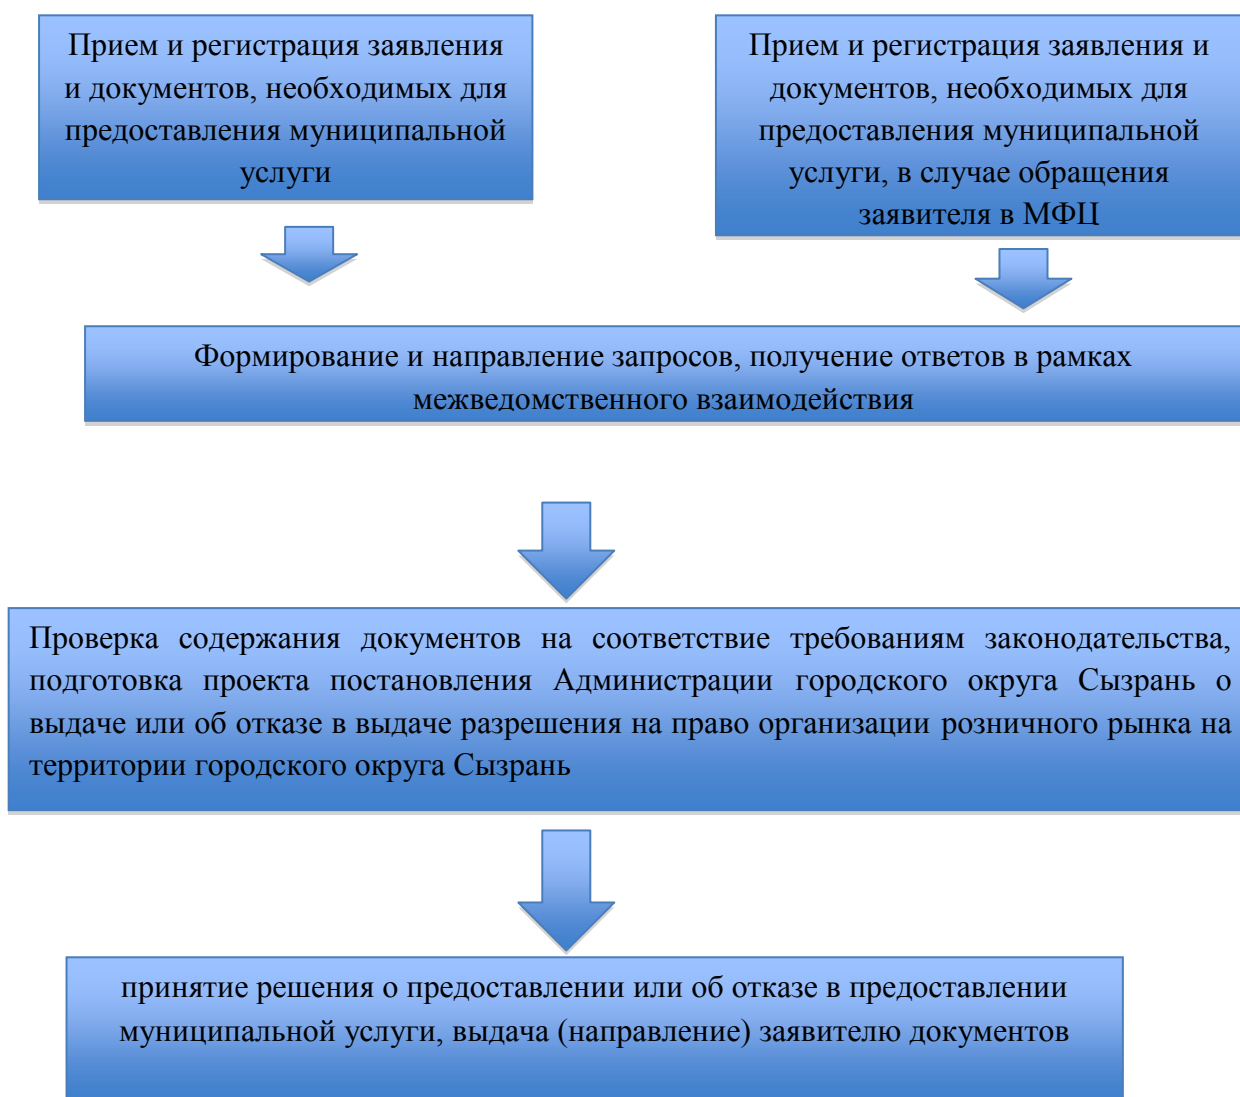 Прием и регистрация заявления
и документов, необходимых для
предоставления муниципальной
услуги
Прием и регистрация заявления и
документов, необходимых для
предоставления муниципальной
услуги, в случае обращения
заявителя в МФЦ
Формирование и направление запросов, получение ответов в рамках
межведомственного взаимодействия
Проверка содержания документов на соответствие требованиям законодательства,
подготовка проекта постановления Администрации городского округа Сызрань о
выдаче или об отказе в выдаче разрешения на право организации розничного рынка на
территории городского округа Сызрань
принятие решения о предоставлении или об отказе в предоставлении
муниципальной услуги, выдача (направление) заявителю документов